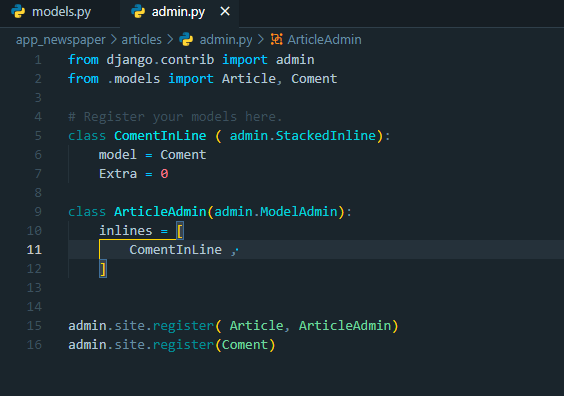 models.py admin.py ×
app_newspaper > articles > admin.py > ArticleAdmin
1 from django.contrib import admin
2 from .models import Article, Coment
3
4 # Register your models here.
5 class ComentInLine ( admin.StackedInline):
6 model = Coment
7 Extra = 0
8
9 class ArticleAdmin(admin.ModelAdmin):
10 inlines = [
11 ComentInLine ,
12 ]
13
14
15 admin.site.register( Article, ArticleAdmin)
16 admin.site.register(Coment)